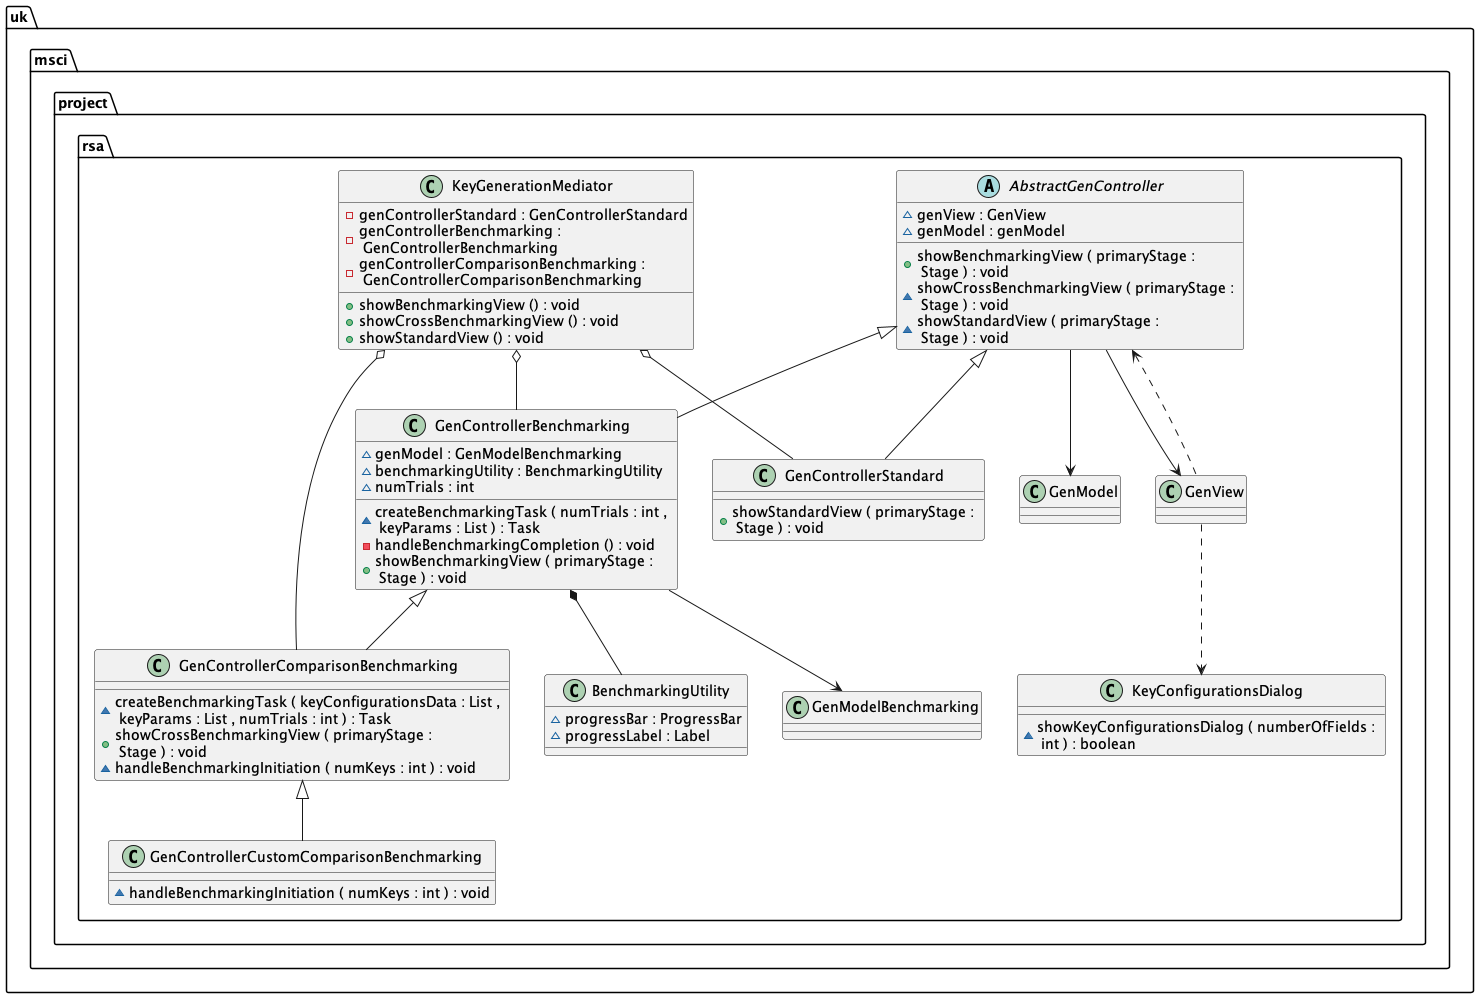 uk
msci
project
rsa
C KeyGenerationMediator
genControllerStandard : GenControllerStandard
genControllerBenchmarking :
GenControllerBenchmarking
genControllerComparisonBenchmarking :
GenControllerComparisonBenchmarking
showBenchmarkingView () : void
showCrossBenchmarkingView () : void
showStandardView () : void
A AbstractGenController
genView : GenView
genModel : genModel
showBenchmarkingView ( primaryStage :
Stage ) : void
showCrossBenchmarkingView ( primaryStage :
Stage ) : void
showStandardView ( primaryStage :
Stage ) : void
C GenControllerBenchmarking
genModel : GenModelBenchmarking
benchmarkingUtility : BenchmarkingUtility
numTrials : int
createBenchmarkingTask ( numTrials : int ,
keyParams : List ) : Task
handleBenchmarkingCompletion () : void
showBenchmarkingView ( primaryStage :
Stage ) : void
C GenControllerStandard
showStandardView ( primaryStage :
Stage ) : void
C GenModel
C GenView
C GenControllerComparisonBenchmarking
createBenchmarkingTask ( keyConfigurationsData : List ,
keyParams : List , numTrials : int ) : Task
showCrossBenchmarkingView ( primaryStage :
Stage ) : void
handleBenchmarkingInitiation ( numKeys : int ) : void
C BenchmarkingUtility
progressBar : ProgressBar
progressLabel : Label
C GenModelBenchmarking
C KeyConfigurationsDialog
showKeyConfigurationsDialog ( numberOfFields :
int ) : boolean
C GenControllerCustomComparisonBenchmarking
handleBenchmarkingInitiation ( numKeys : int ) : void